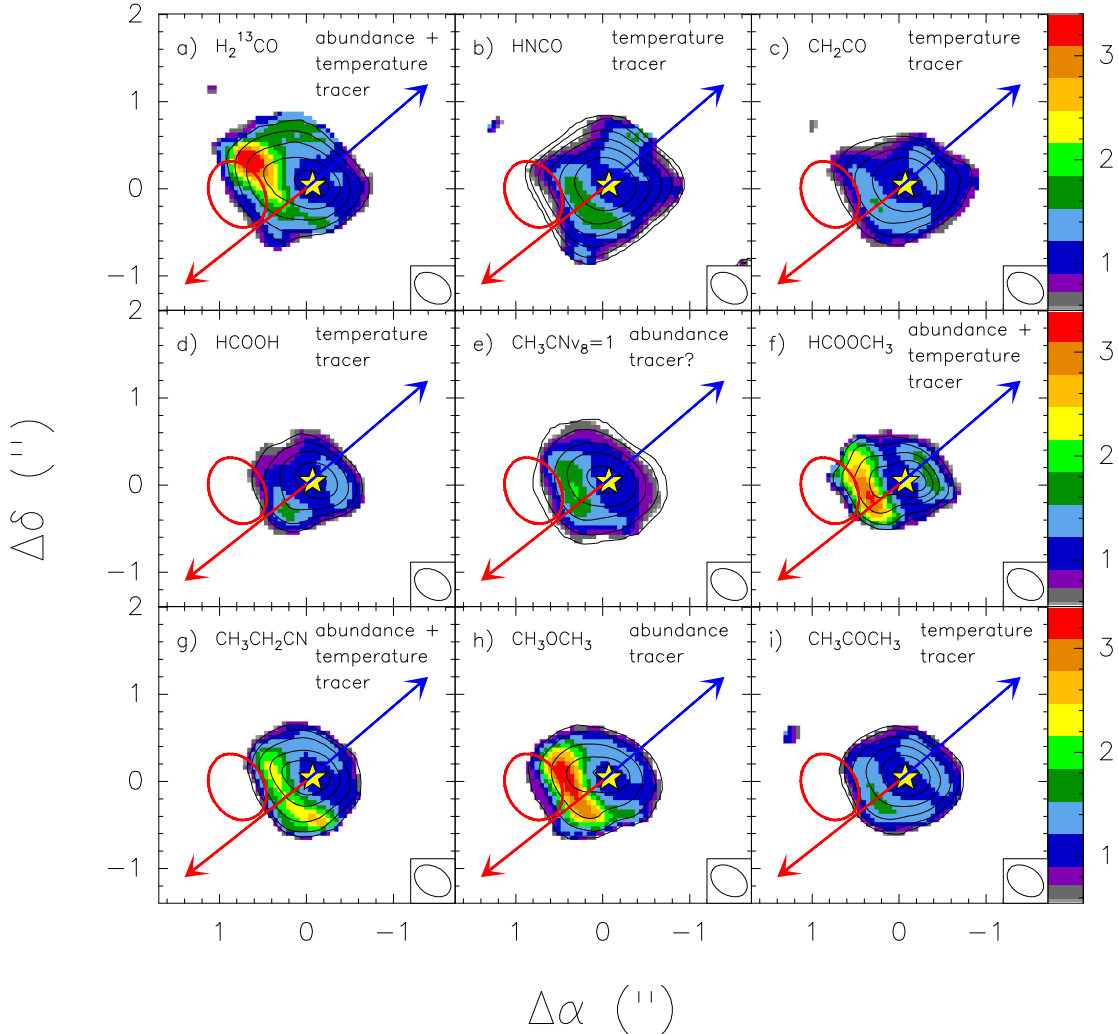 2
a) H₂¹³CO abundance +
temperature
tracer
b) HNCO temperature
tracer
c) CH₂CO temperature
tracer
3
1
2
0
1
−1
2
d) HCOOH temperature
tracer
e) CH₃CNv₈=1 abundance
tracer?
f) HCOOCH₃ abundance +
temperature
tracer
3
1
2
0
1
−1
2
g) CH₃CH₂CN abundance +
temperature
tracer
h) CH₃OCH₃ abundance
tracer
i) CH₃COCH₃ temperature
tracer
3
1
2
0
1
−1
1 0 −1 1 0 −1 1 0 −1
Δδ ('')
Δα ('')